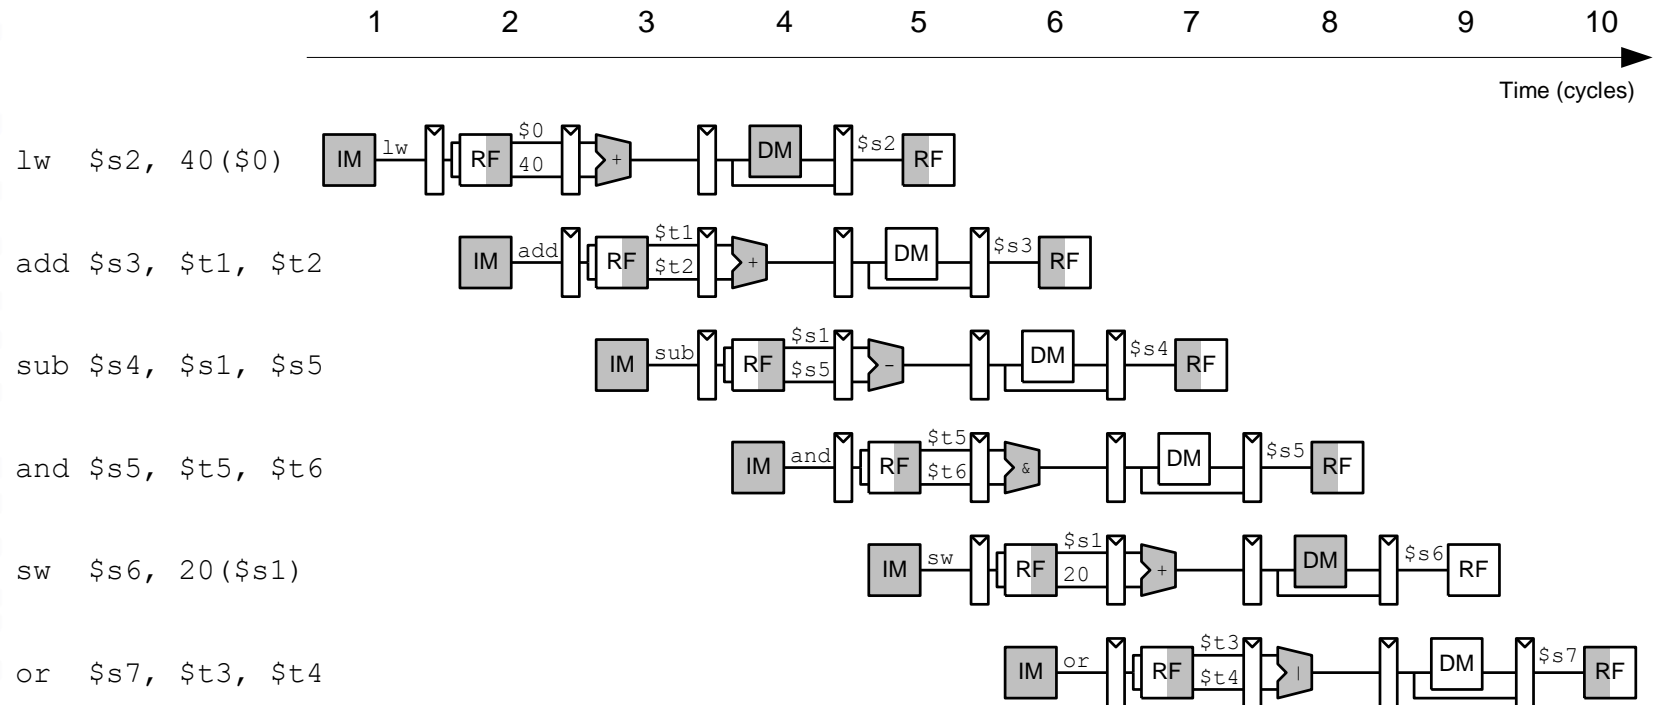 1 2 3 4 5 6 7 8 9 10
Time (cycles)
lw $s2, 40($0) IM lw RF $0 40 + DM $s2 RF
add $s3, $t1, $t2 IM add RF $t1 $t2 + DM $s3 RF
sub $s4, $s1, $s5 IM sub RF $s1 $s5 - DM $s4 RF
and $s5, $t5, $t6 IM and RF $t5 $t6 & DM $s5 RF
sw $s6, 20($s1) IM sw RF $s1 20 + DM $s6 RF
or $s7, $t3, $t4 IM or RF $t3 $t4 | DM $s7 RF